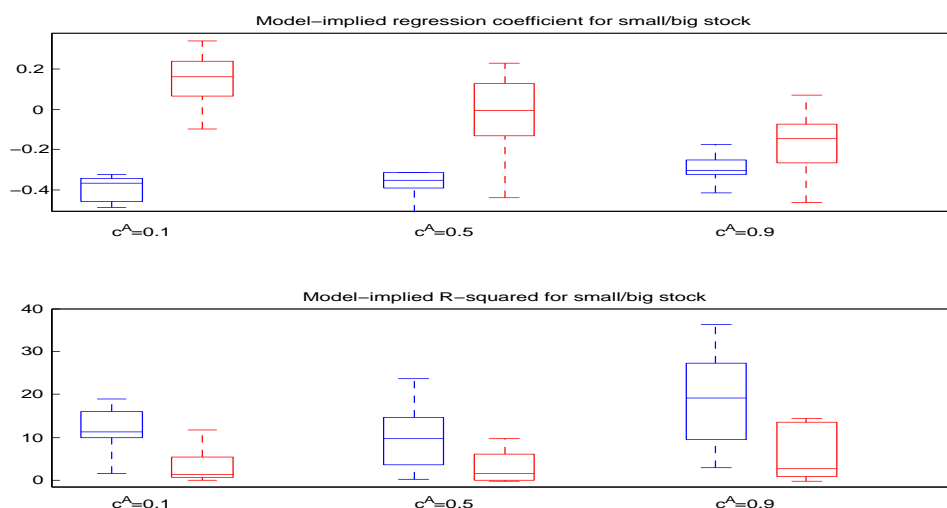 Model−implied regression coefficient for small/big stock
0.2
0
−0.2
−0.4
c^A=0.1 c^A=0.5 c^A=0.9
Model−implied R−squared for small/big stock
40
30
20
10
0
c^A=0.1 c^A=0.5 c^A=0.9